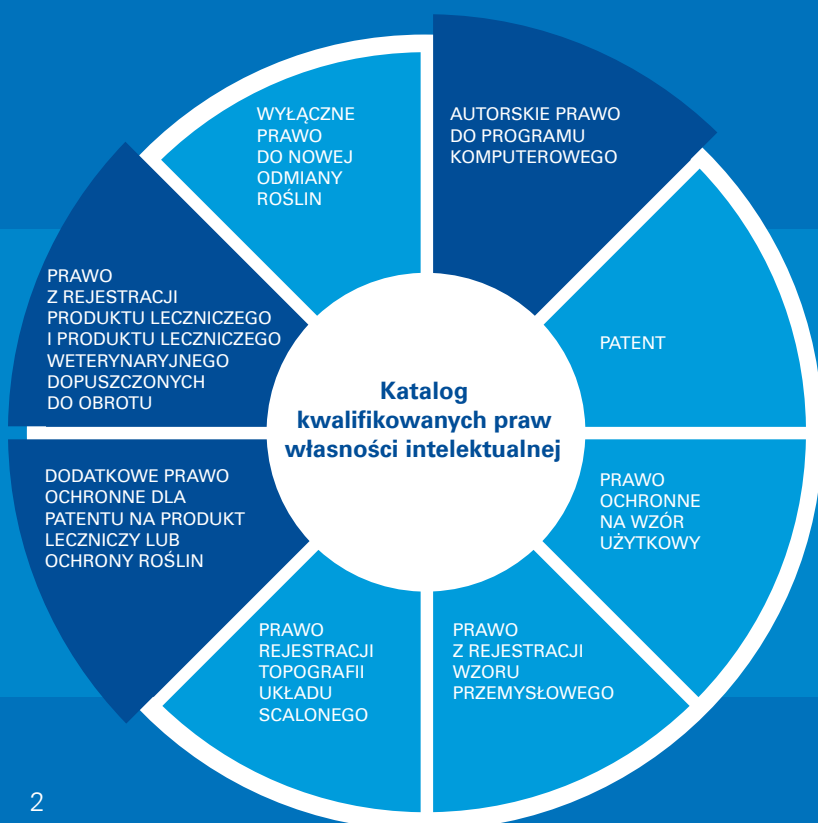 WYŁĄCZNE
PRAWO
DO NOWEJ
ODMIANY
ROŚLIN
AUTORSKIE PRAWO
DO PROGRAMU
KOMPUTEROWEGO
PRAWO
Z REJESTRACJI
PRODUKTU LECZNICZEGO
I PRODUKTU LECZNICZEGO
WETERYNARYJNEGO
DOPUSZCZONYCH
DO OBROTU
PATENT
Katalog
kwalifikowanych praw
własności intelektualnej
DODATKOWE PRAWO
OCHRONNE DLA
PATENTU NA PRODUKT
LECZNICZY LUB
OCHRONY ROŚLIN
PRAWO
OCHRONNE
NA WZÓR
UŻYTKOWY
PRAWO
REJESTRACJI
TOPOGRAFII
UKŁADU
SCALONEGO
PRAWO
Z REJESTRACJI
WZORU
PRZEMYSŁOWEGO
2